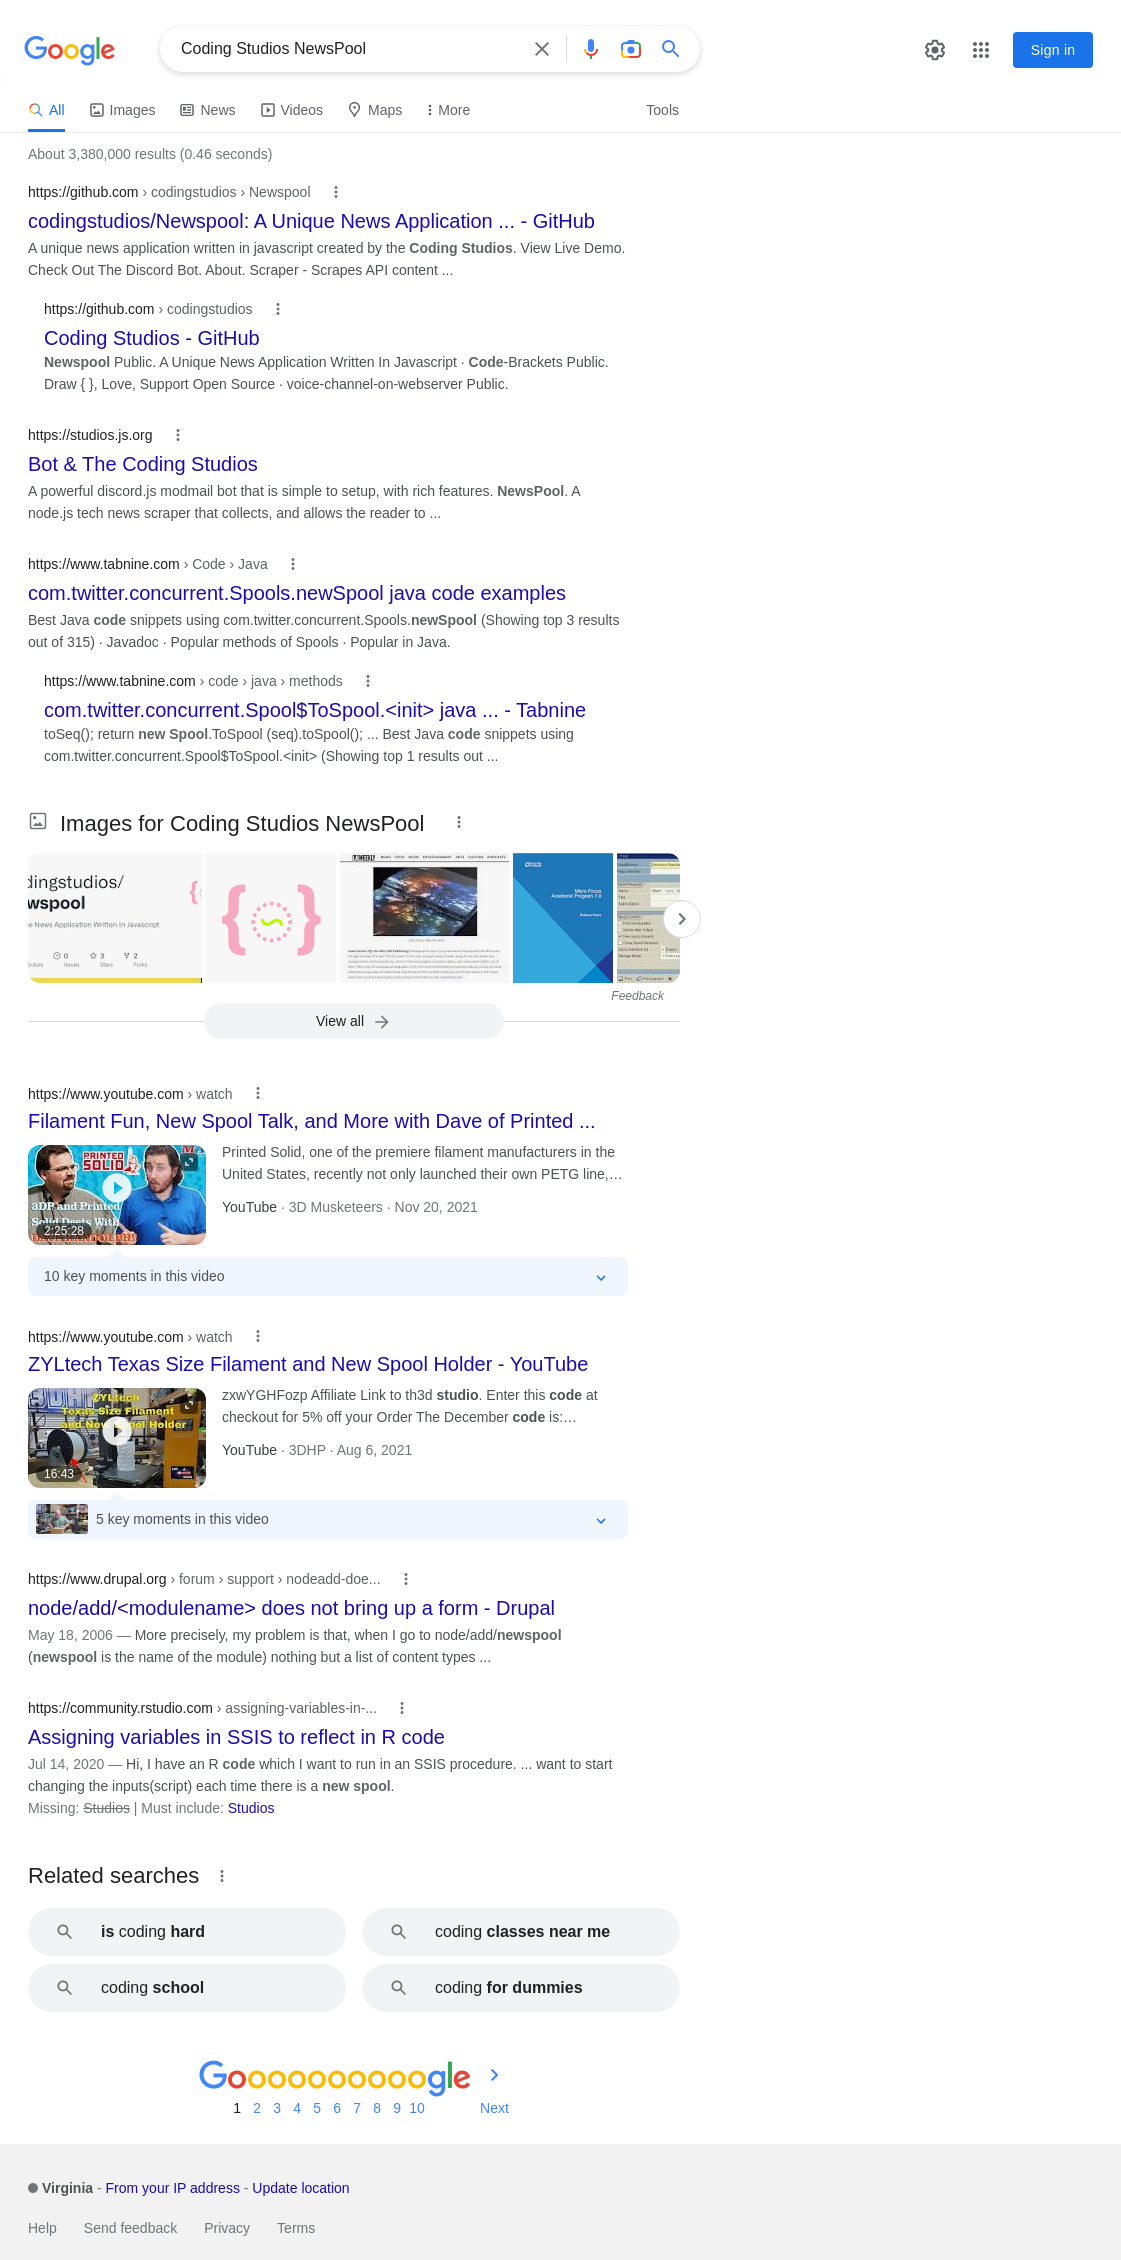 Google
Coding Studios NewsPool
Sign in
All Images News Videos Maps More Tools
About 3,380,000 results (0.46 seconds)
https://github.com › codingstudios › Newspool
codingstudios/Newspool: A Unique News Application ... - GitHub
A unique news application written in javascript created by the Coding Studios. View Live Demo.
Check Out The Discord Bot. About. Scraper - Scrapes API content ...
https://github.com › codingstudios
Coding Studios - GitHub
Newspool Public. A Unique News Application Written In Javascript · Code-Brackets Public.
Draw { }, Love, Support Open Source · voice-channel-on-webserver Public.
https://studios.js.org
Bot & The Coding Studios
A powerful discord.js modmail bot that is simple to setup, with rich features. NewsPool. A
node.js tech news scraper that collects, and allows the reader to ...
https://www.tabnine.com › Code › Java
com.twitter.concurrent.Spools.newSpool java code examples
Best Java code snippets using com.twitter.concurrent.Spools.newSpool (Showing top 3 results
out of 315) · Javadoc · Popular methods of Spools · Popular in Java.
https://www.tabnine.com › code › java › methods
com.twitter.concurrent.Spool$ToSpool.<init> java ... - Tabnine
toSeq(); return new Spool.ToSpool (seq).toSpool(); ... Best Java code snippets using
com.twitter.concurrent.Spool$ToSpool.<init> (Showing top 1 results out ...
Images for Coding Studios NewsPool
dingstudios/
wspool
e News Application Written In Javascript
0 3 2
utors Issues Stars Forks
WEEKLY
Micro Focus
Academic Program 7.0
Feedback
View all
https://www.youtube.com › watch
Filament Fun, New Spool Talk, and More with Dave of Printed ...
PRINTED
SOLID
3DP and Printed
Solid Deets With
2:25:28
Printed Solid, one of the premiere filament manufacturers in the
United States, recently not only launched their own PETG line,…
YouTube · 3D Musketeers · Nov 20, 2021
10 key moments in this video
https://www.youtube.com › watch
ZYLtech Texas Size Filament and New Spool Holder - YouTube
ZYLtech
Texas Size Filament
and New Spool Holder
16:43
zxwYGHFozp Affiliate Link to th3d studio. Enter this code at
checkout for 5% off your Order The December code is:…
YouTube · 3DHP · Aug 6, 2021
5 key moments in this video
https://www.drupal.org › forum › support › nodeadd-doe...
node/add/<modulename> does not bring up a form - Drupal
May 18, 2006 — More precisely, my problem is that, when I go to node/add/newspool
(newspool is the name of the module) nothing but a list of content types ...
https://community.rstudio.com › assigning-variables-in-...
Assigning variables in SSIS to reflect in R code
Jul 14, 2020 — Hi, I have an R code which I want to run in an SSIS procedure. ... want to start
changing the inputs(script) each time there is a new spool.
Missing: Studios | Must include: Studios
Related searches
is coding hard
coding classes near me
coding school
coding for dummies
Goooooooooogle
1 2 3 4 5 6 7 8 9 10 Next
Virginia - From your IP address - Update location
Help Send feedback Privacy Terms